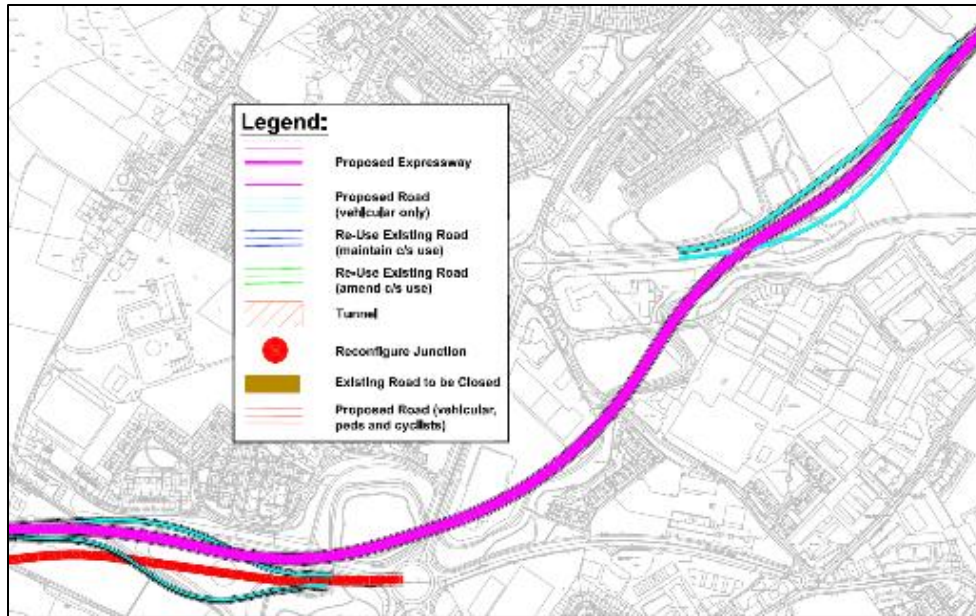 Legend:
Proposed Expressway
Proposed Road
(vehicular only)
Re-Use Existing Road
(maintain c/s use)
Re-Use Existing Road
(amend c/s use)
Tunnel
Reconfigure Junction
Existing Road to be Closed
Proposed Road (vehicular,
peds and cyclists)